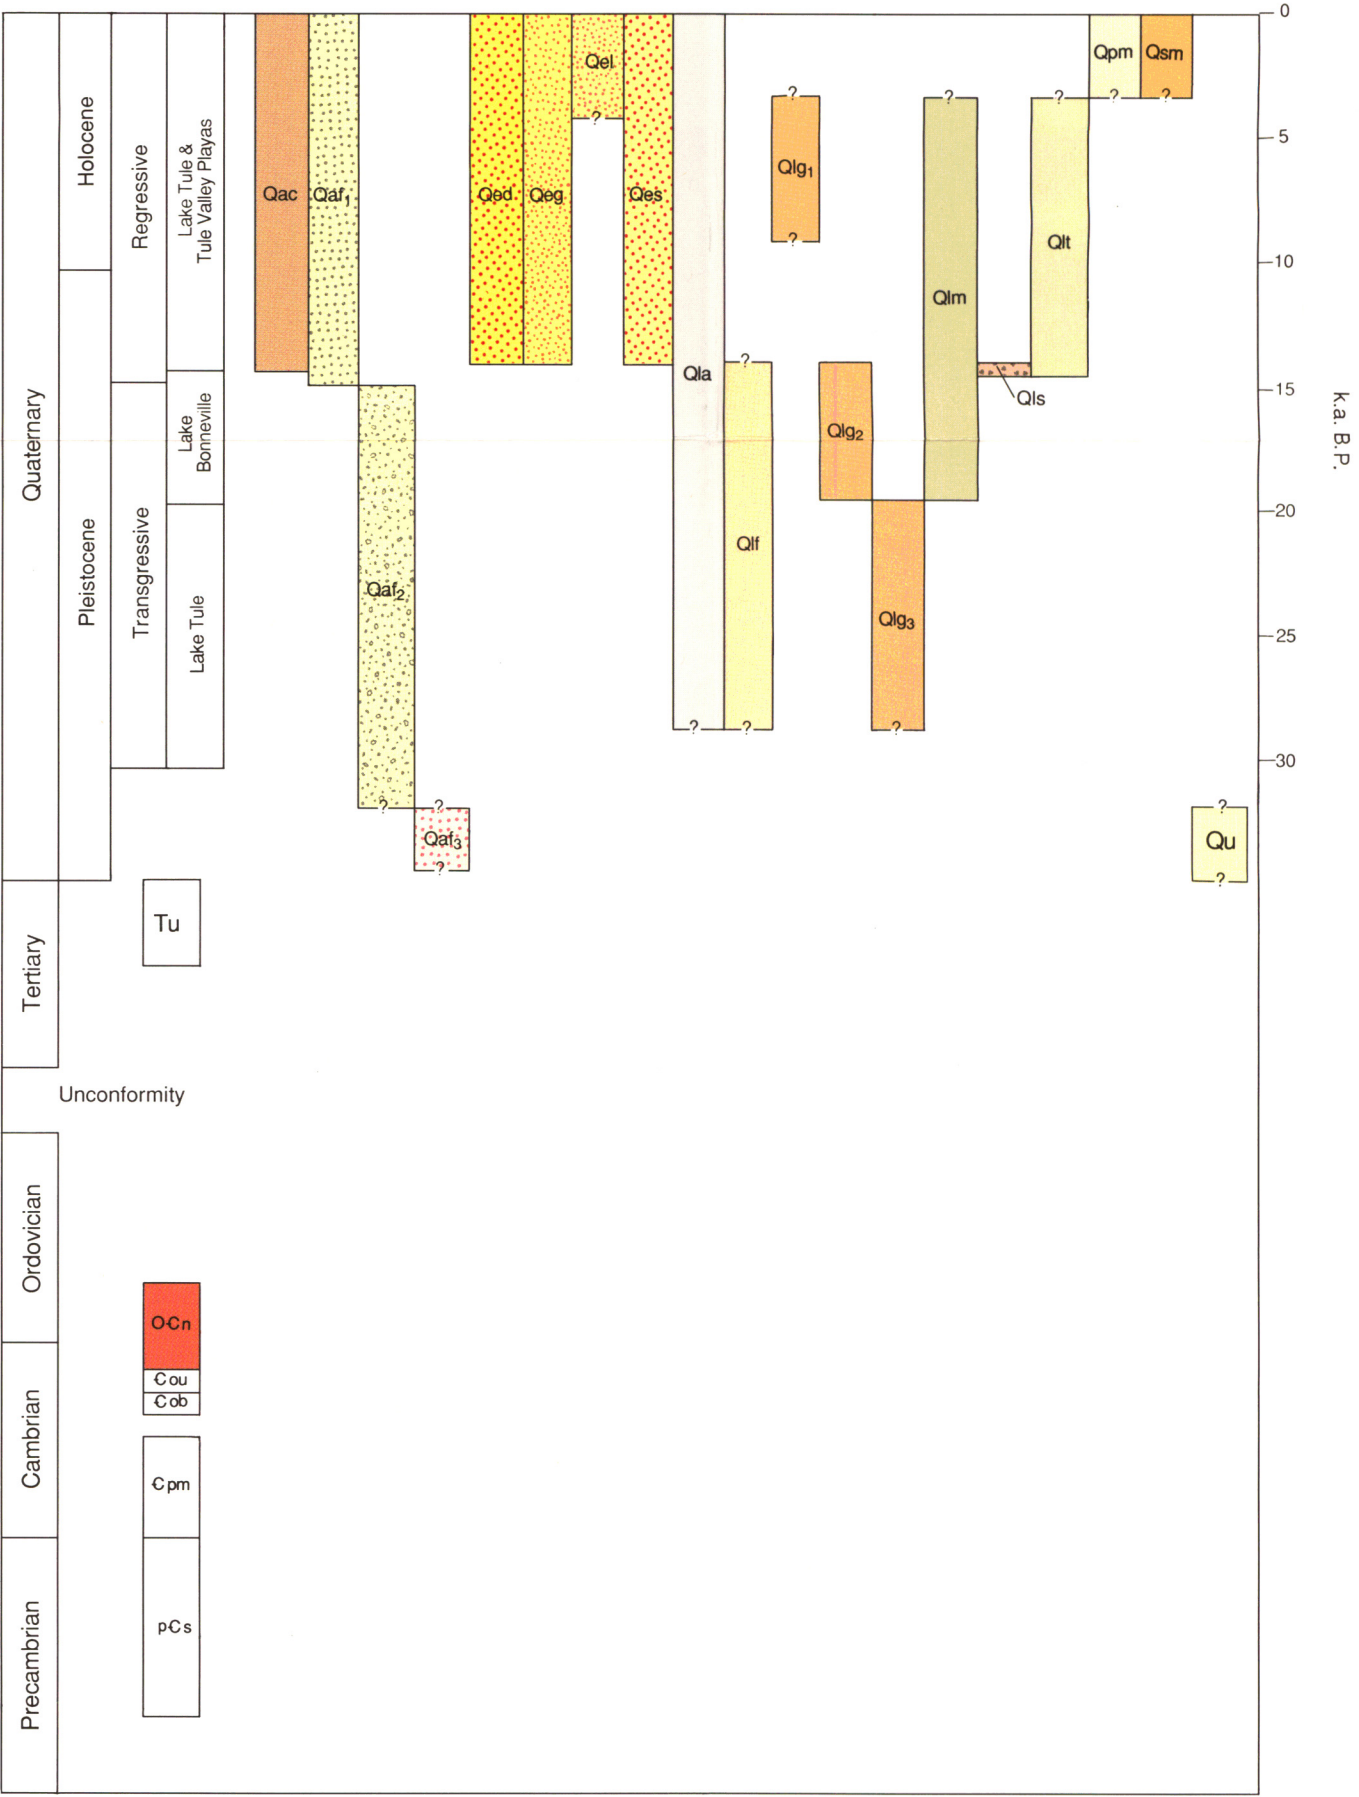 0
Qpm
Qsm
Qel
?
?
?
?
?
?
5
Holocene
Regressive
Lake Tule &
Tule Valley Playas
Qac
Qaf1
Qed
Qeg
Qes
Qlg1
?
Qlt
10
Qlm
?
Qla
Qls
15
Quaternary
k.a. B.P.
Lake
Bonneville
Qlg2
20
Pleistocene
Transgressive
Qlf
Qaf2
Lake Tule
Qlg3
25
?
?
?
30
?
?
?
Qaf3
Qu
?
?
Tu
Tertiary
Unconformity
Ordovician
O-Cn
Cou
Cob
Cambrian
Cpm
pCs
Precambrian